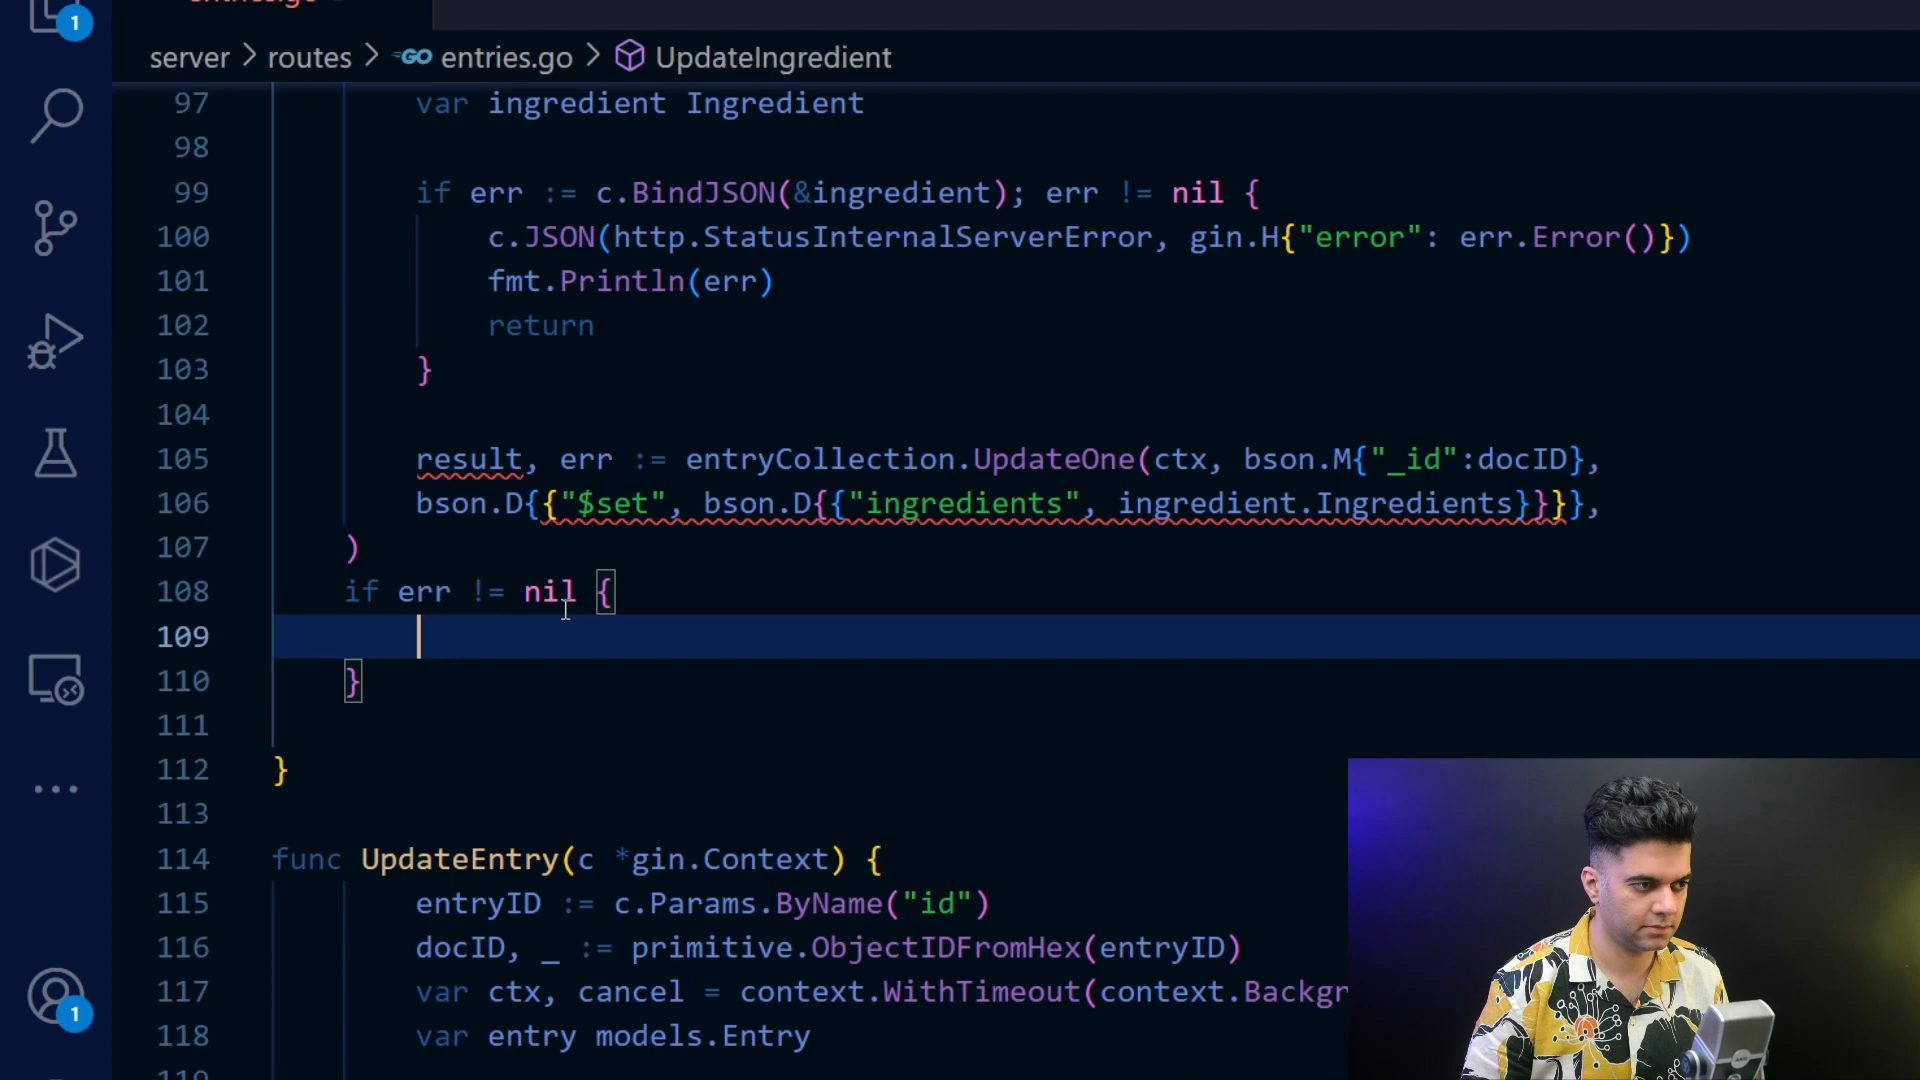 1
server > routes > GO entries.go > UpdateIngredient
97 var ingredient Ingredient
98
99 if err := c.BindJSON(&ingredient); err != nil {
100 c.JSON(http.StatusInternalServerError, gin.H{"error": err.Error()})
101 fmt.Println(err)
102 return
103 }
104
105 result, err := entryCollection.UpdateOne(ctx, bson.M{"_id":docID},
106 bson.D{{"$set", bson.D{{"ingredients", ingredient.Ingredients}}}},
107 )
108 if err != nil {
109
110 }
111
112 }
113
114 func UpdateEntry(c *gin.Context) {
115 entryID := c.Params.ByName("id")
116 docID, _ := primitive.ObjectIDFromHex(entryID)
117 var ctx, cancel = context.WithTimeout(context.Backgr
118 var entry models.Entry
1